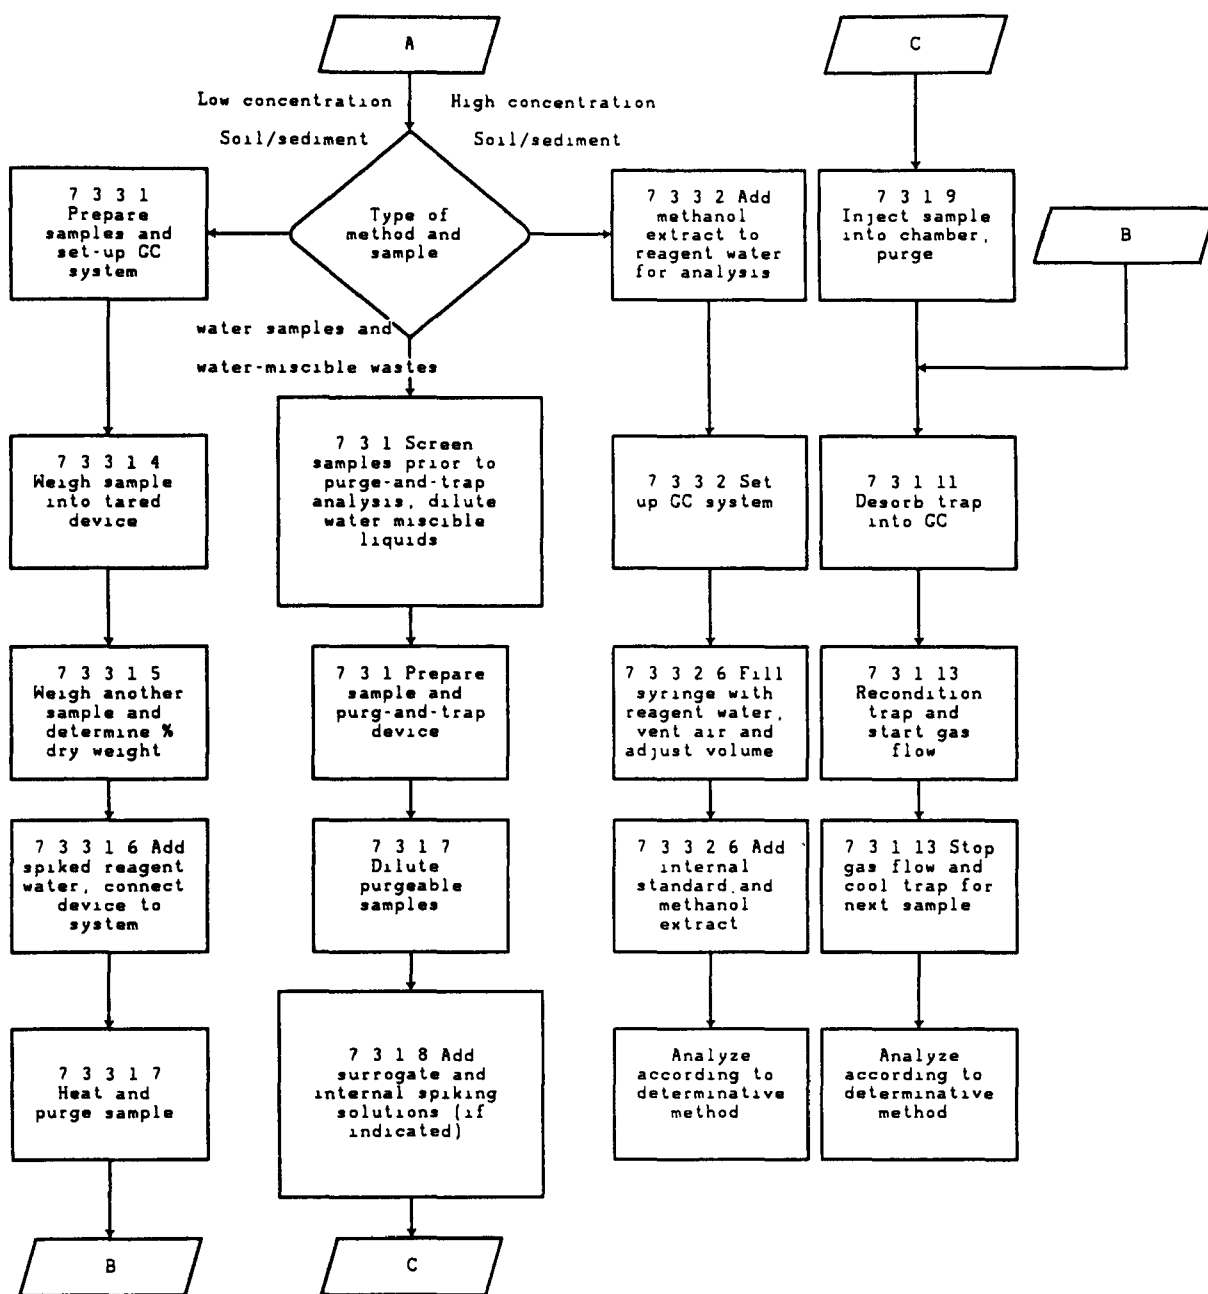 A
Low concentration
Soil/sediment
High concentration
Soil/sediment
Type of
method and
sample
water samples and
water-miscible wastes
7 3 3 1
Prepare
samples and
set-up GC
system
7 3 3 1 4
Weigh sample
into tared
device
7 3 3 1 5
Weigh another
sample and
determine %
dry weight
7 3 3 1 6 Add
spiked reagent
water, connect
device to
system
7 3 3 1 7
Heat and
purge sample
B
7 3 1 Screen
samples prior to
purge-and-trap
analysis, dilute
water miscible
liquids
7 3 1 Prepare
sample and
purg-and-trap
device
7 3 1 7
Dilute
purgeable
samples
7 3 1 8 Add
surrogate and
internal spiking
solutions (if
indicated)
C
7 3 3 2 Add
methanol
extract to
reagent water
for analysis
7 3 3 2 Set
up GC system
7 3 3 2 6 Fill
syringe with
reagent water,
vent air and
adjust volume
7 3 3 2 6 Add
internal
standard and
methanol
extract
Analyze
according to
determinative
method
C
7 3 1 9
Inject sample
into chamber,
purge
B
7 3 1 11
Desorb trap
into GC
7 3 1 13
Recondition
trap and
start gas
flow
7 3 1 13 Stop
gas flow and
cool trap for
next sample
Analyze
according to
determinative
method